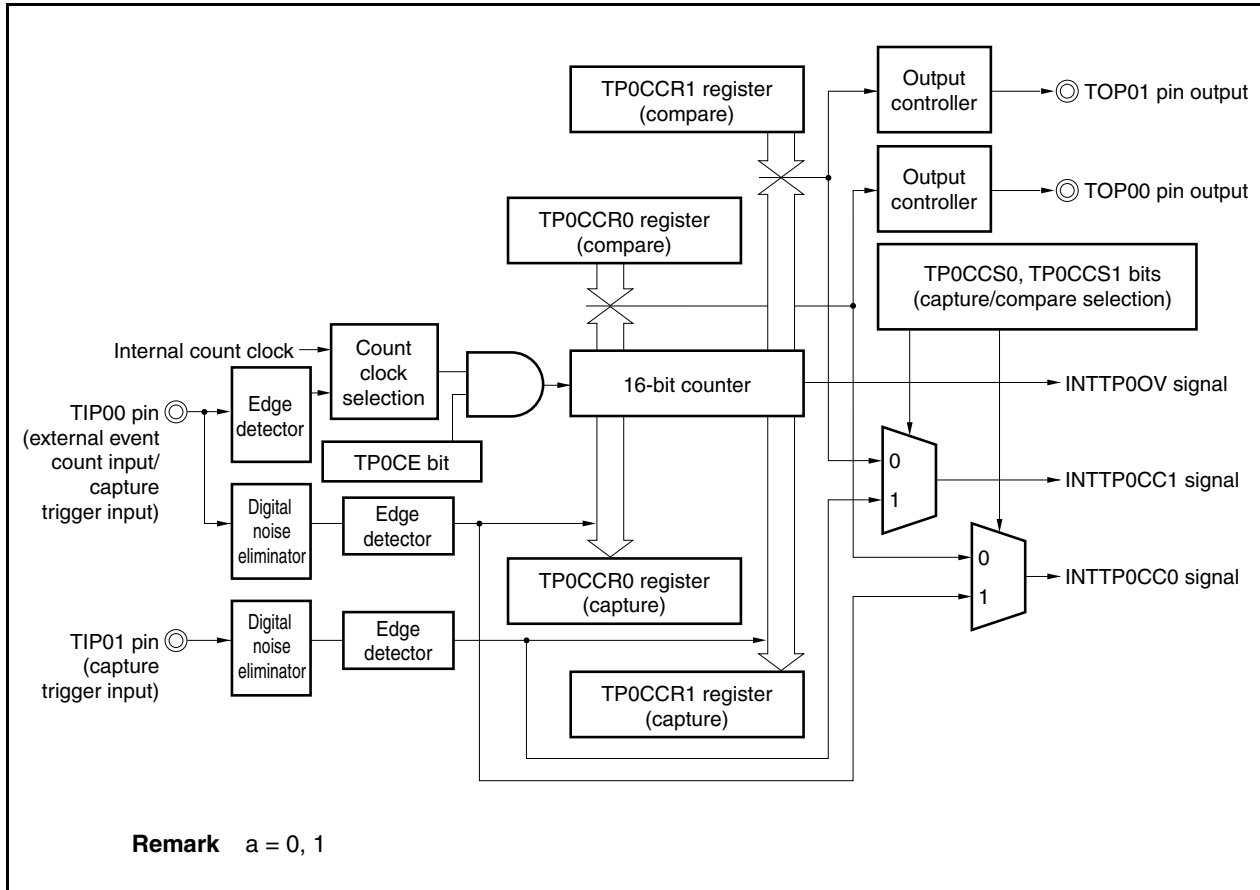 TP0CCR1 register
(compare)
Output
controller
TOP01 pin output
Output
controller
TOP00 pin output
TP0CCR0 register
(compare)
TP0CCS0, TP0CCS1 bits
(capture/compare selection)
Internal count clock
Count
clock
selection
16-bit counter
INTTP0OV signal
TIP00 pin
(external event
count input/
capture
trigger input)
Edge
detector
TP0CE bit
0
1
INTTP0CC1 signal
Digital
noise
eliminator
Edge
detector
TP0CCR0 register
(capture)
0
1
INTTP0CC0 signal
TIP01 pin
(capture
trigger input)
Digital
noise
eliminator
Edge
detector
TP0CCR1 register
(capture)
Remark a = 0, 1